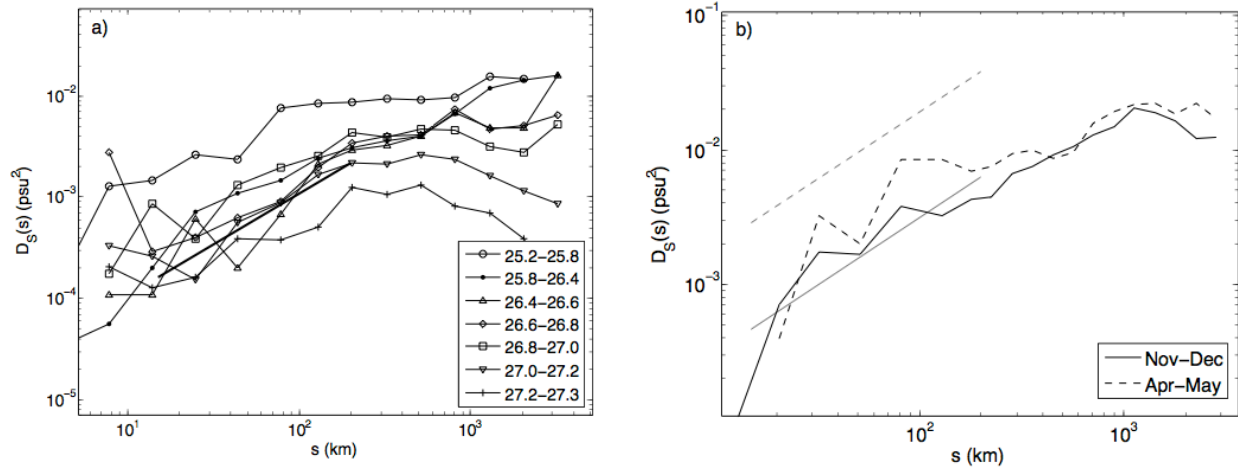 a)
10⁻²
10⁻³
10⁻⁴
10⁻⁵
D_S(s) (psu²)
25.2−25.8
25.8−26.4
26.4−26.6
26.6−26.8
26.8−27.0
27.0−27.2
27.2−27.3
10¹ 10² 10³
s (km)
b)
10⁻¹
10⁻²
10⁻³
D_S(s) (psu²)
Nov−Dec
Apr−May
10² 10³
s (km)